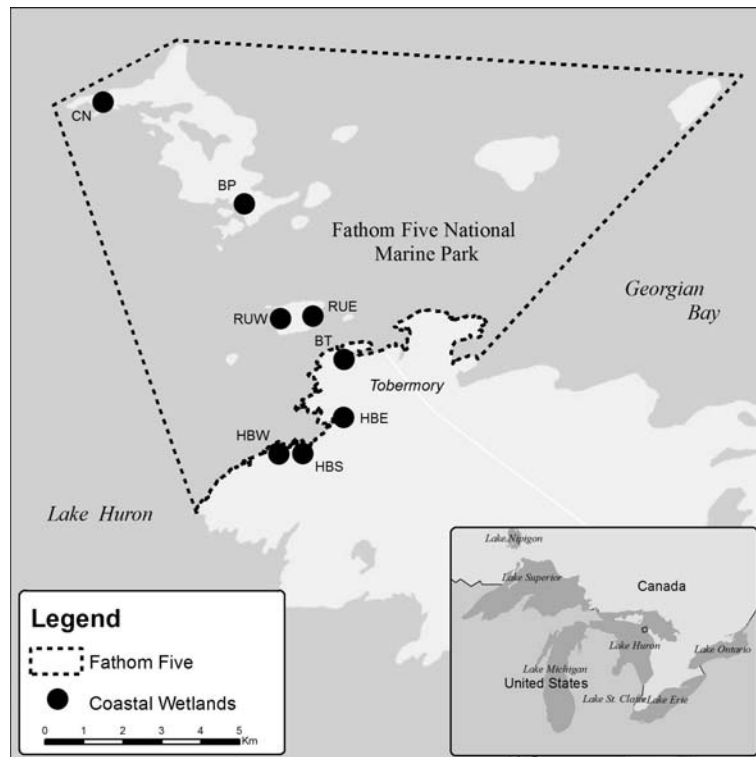 CN
BP
Fathom Five National
Marine Park
Georgian
Bay
RUW
RUE
BT
Tobermory
HBE
HBW
HBS
Lake Huron
Legend
Fathom Five
Coastal Wetlands
0 1 2 3 4 5
Km
Lake Nipigon
Lake Superior
Canada
Lake Huron
Lake Ontario
Lake Michigan
United States
Lake St. Claire
Lake Erie